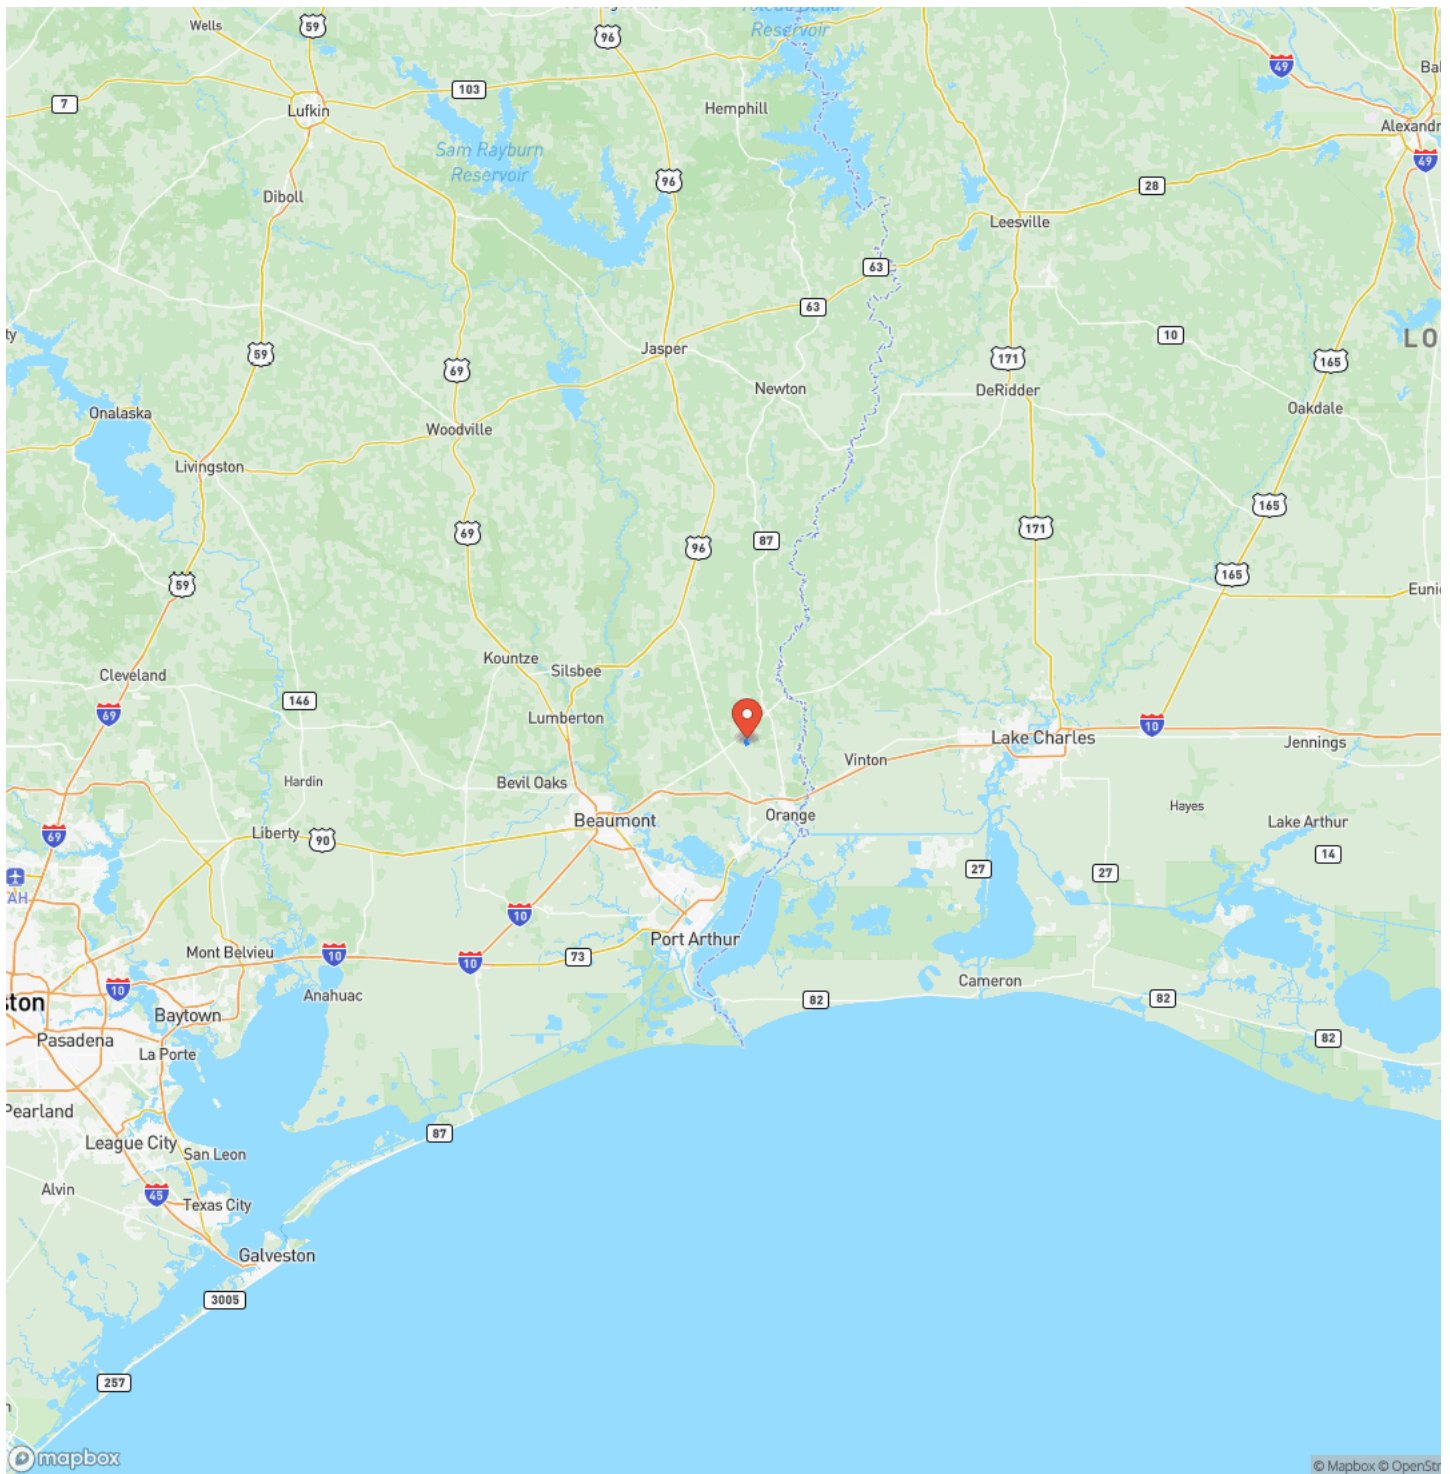 Wells
59
96
Toledo Bend
Reservoir
49
7
Lufkin
103
Hemphill
Alexandr
Sam Rayburn
Reservoir
49
96
28
Diboll
Leesville
63
63
10
LO
59
69
Jasper
171
165
Newton
DeRidder
Onalaska
Oakdale
Woodville
Livingston
165
69
96
87
171
59
165
Euni
Kountze
Silsbee
Cleveland
146
69
Lumberton
10
Lake Charles
Jennings
Vinton
Hardin
Bevil Oaks
Hayes
Orange
Beaumont
Lake Arthur
69
Liberty
90
14
27
27
AH
10
Port Arthur
Mont Belvieu
10
10
73
10
Cameron
Anahuac
82
82
ston
Baytown
Pasadena
82
La Porte
Pearland
87
League City
San Leon
Alvin
45
Texas City
Galveston
3005
257
mapbox
© Mapbox © OpenStr